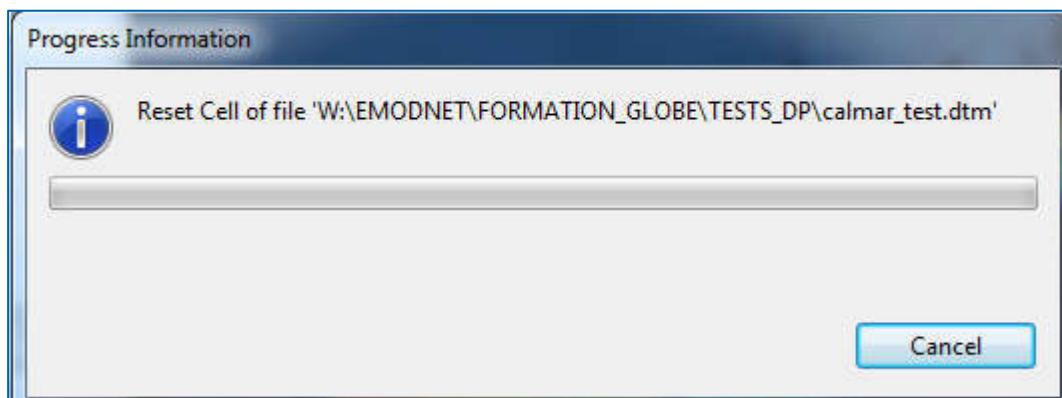 Progress Information
Reset Cell of file 'W:\EMODNET\FORMATION_GLOBE\TESTS_DP\calmar_test.dtm'
Cancel